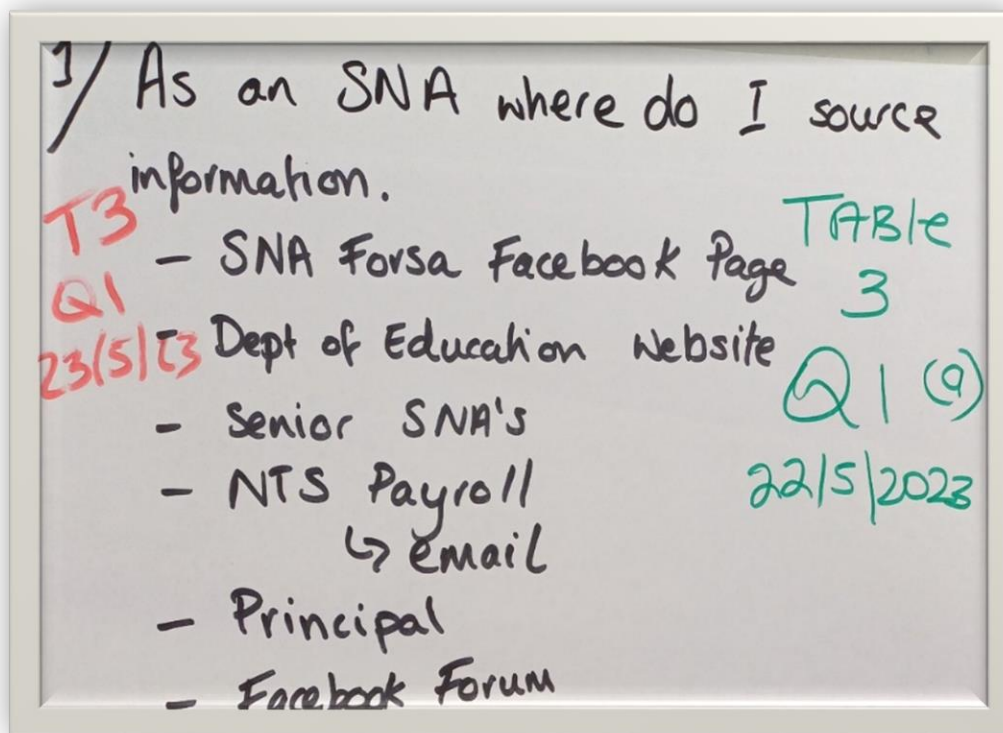 1/ As an SNA where do I source
information.
- SNA Forsa Facebook Page
- Dept of Education Website
- Senior SNA's
- NTS Payroll
↳ email
- Principal
- Facebook Forum
T3
Q1
23/5/23
TABle
3
Q1 (a)
22/5/2023